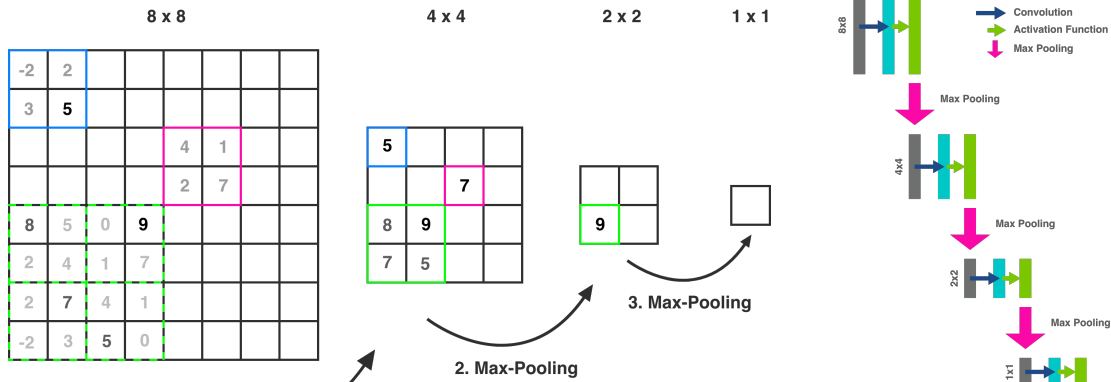 8 x 8
4 x 4
2 x 2
1 x 1
-2 2
3 5
4 1
2 7
8 5 0 9
2 4 1 7
2 7 4 1
-2 3 5 0
5
7
8 9
7 5
9
2. Max-Pooling
3. Max-Pooling
Convolution
Activation Function
Max Pooling
8x8
Max Pooling
4x4
Max Pooling
2x2
Max Pooling
1x1